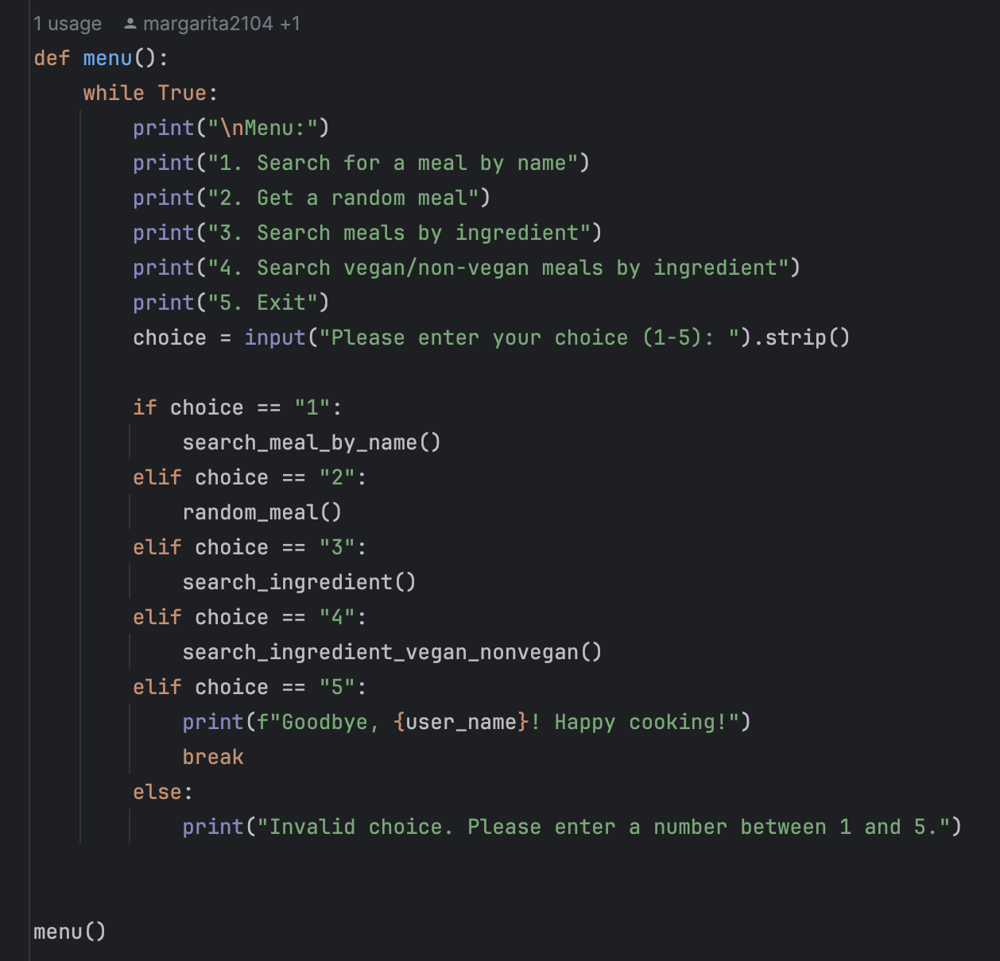 1 usage margarita2104 +1
def menu():
    while True:
        print("\nMenu:")
        print("1. Search for a meal by name")
        print("2. Get a random meal")
        print("3. Search meals by ingredient")
        print("4. Search vegan/non-vegan meals by ingredient")
        print("5. Exit")
        choice = input("Please enter your choice (1-5): ").strip()

        if choice == "1":
            search_meal_by_name()
        elif choice == "2":
            random_meal()
        elif choice == "3":
            search_ingredient()
        elif choice == "4":
            search_ingredient_vegan_nonvegan()
        elif choice == "5":
            print(f"Goodbye, {user_name}! Happy cooking!")
            break
        else:
            print("Invalid choice. Please enter a number between 1 and 5.")


menu()